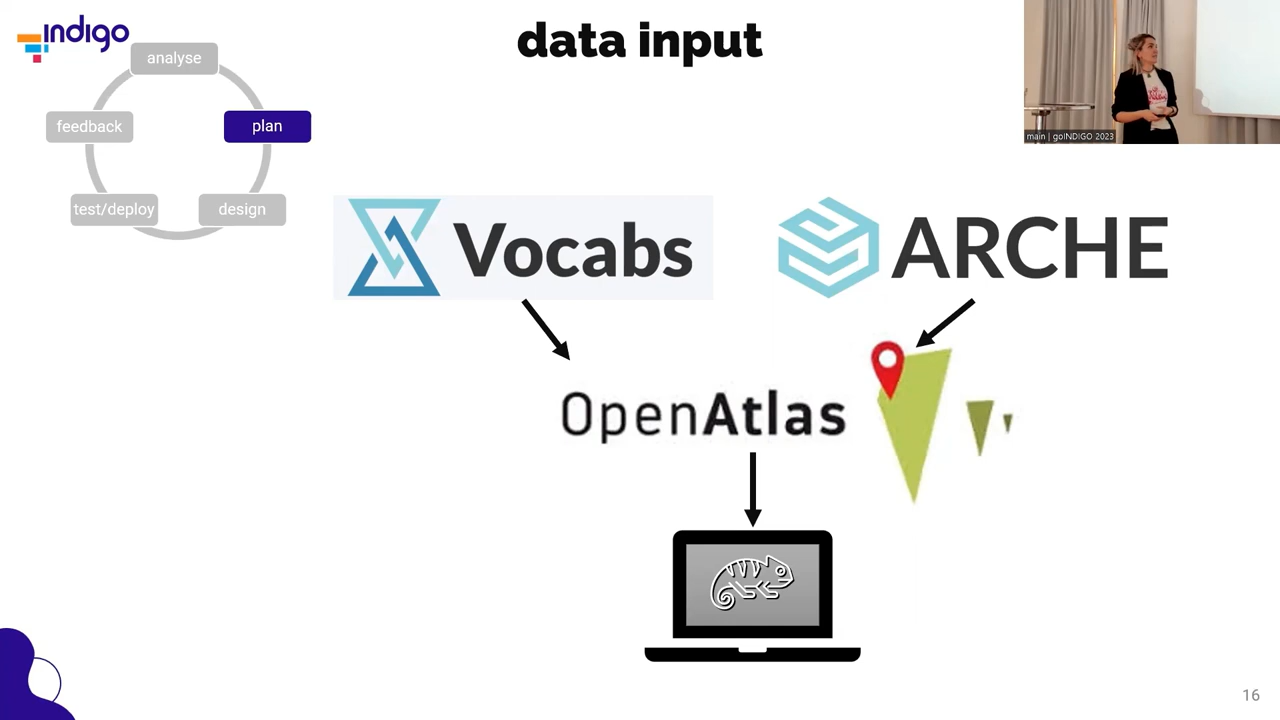 indigo
data input
analyse
feedback
plan
test/deploy
design
main | goINDIGO 2023
Vocabs
ARCHE
OpenAtlas
16